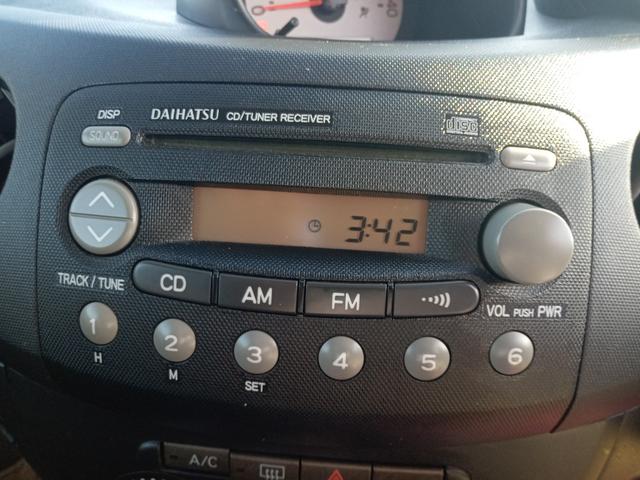 40
DISP
DAIHATSU CD/TUNER RECEIVER
disc
SOUND
3:42
TRACK / TUNE
CD
AM
FM
VOL PUSH PWR
1
2
3
4
5
6
H
M
SET
A/C